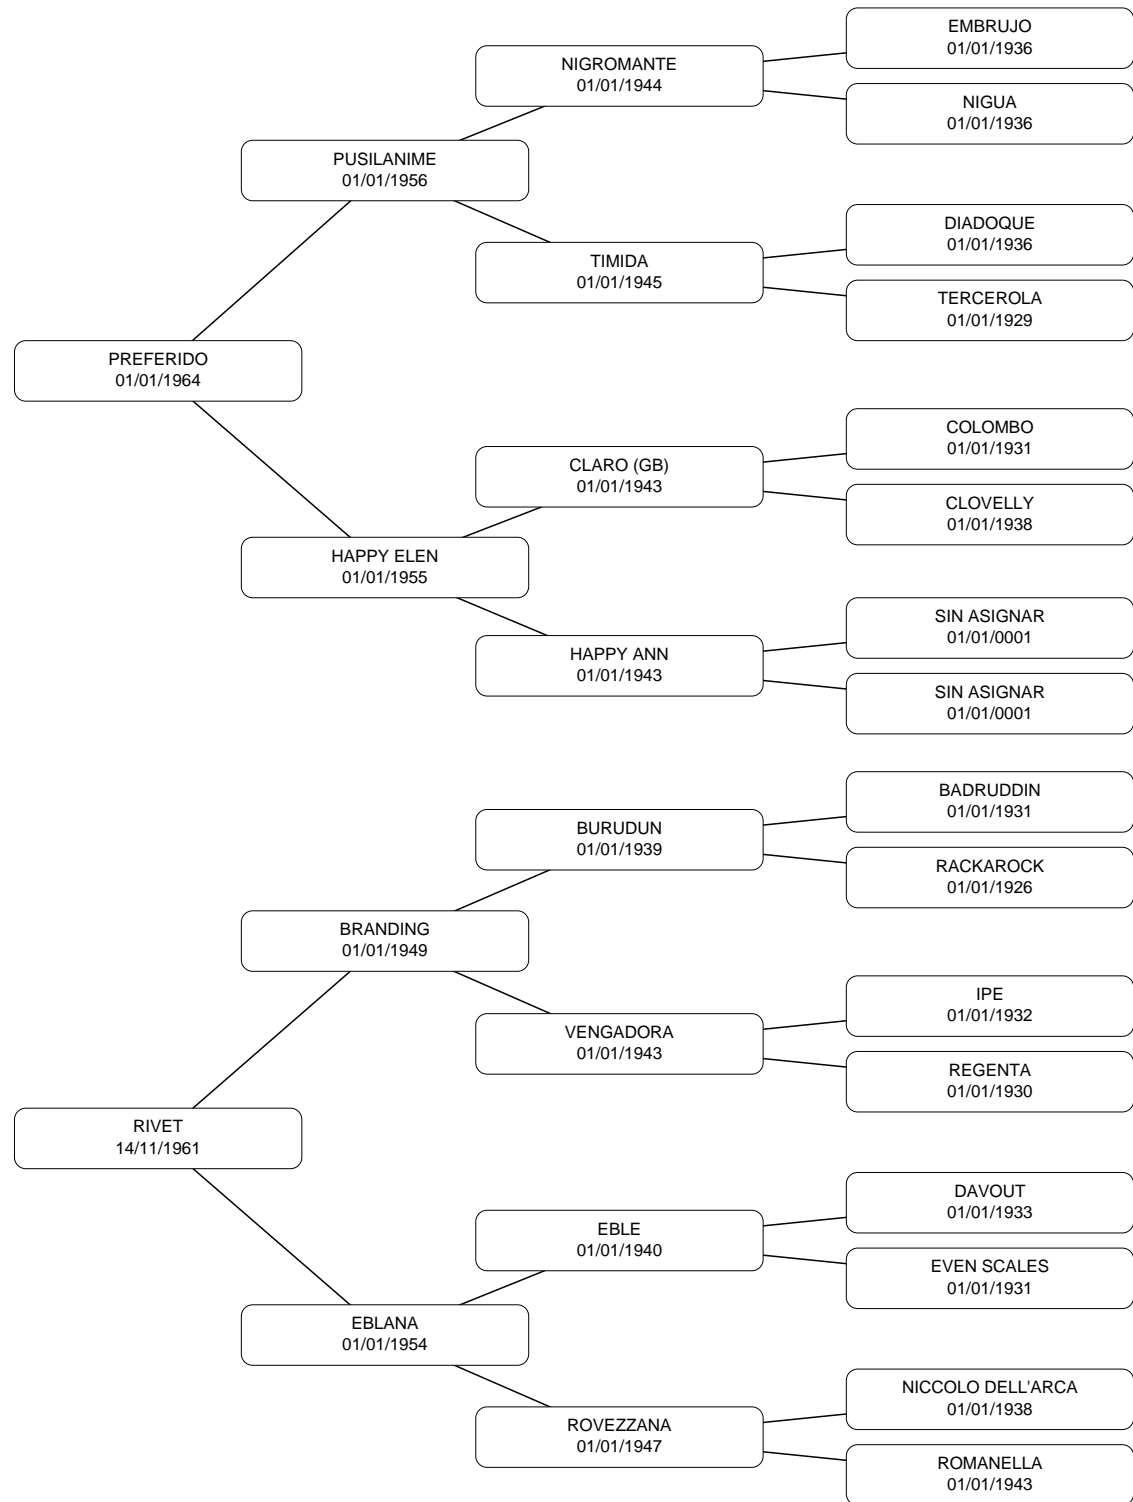 EMBRUJO
01/01/1936
NIGROMANTE
01/01/1944
NIGUA
01/01/1936
PUSILANIME
01/01/1956
DIADOQUE
01/01/1936
TIMIDA
01/01/1945
TERCEROLA
01/01/1929
PREFERIDO
01/01/1964
COLOMBO
01/01/1931
CLARO (GB)
01/01/1943
CLOVELLY
01/01/1938
HAPPY ELEN
01/01/1955
SIN ASIGNAR
01/01/0001
HAPPY ANN
01/01/1943
SIN ASIGNAR
01/01/0001
BADRUDDIN
01/01/1931
BURUDUN
01/01/1939
RACKAROCK
01/01/1926
BRANDING
01/01/1949
IPE
01/01/1932
VENGADORA
01/01/1943
REGENTA
01/01/1930
RIVET
14/11/1961
DAVOUT
01/01/1933
EBLE
01/01/1940
EVEN SCALES
01/01/1931
EBLANA
01/01/1954
NICCOLO DELL'ARCA
01/01/1938
ROVEZZANA
01/01/1947
ROMANELLA
01/01/1943